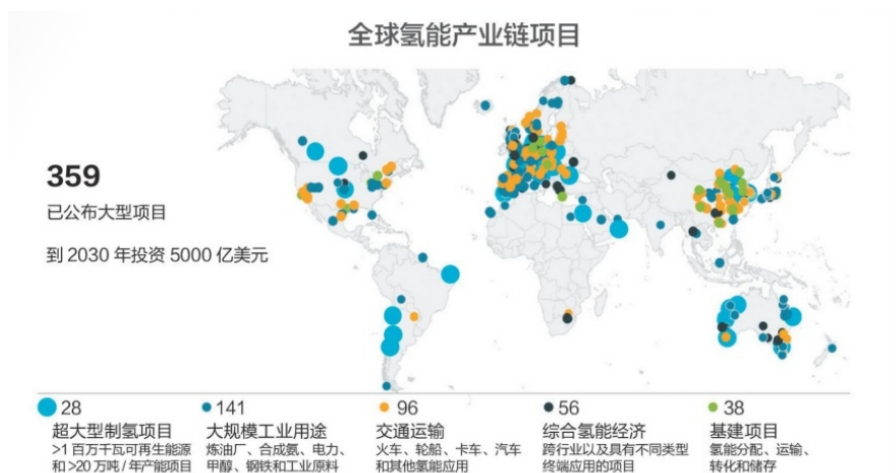 全球氢能产业链项目
359
已公布大型项目
到 2030 年投资 5000 亿美元
28
超大型制氢项目
>1 百万千瓦可再生能源
和 >20 万吨 / 年产能项目
141
大规模工业用途
炼油厂、合成氨、电力、
甲醇、钢铁和工业原料
96
交通运输
火车、轮船、卡车、汽车
和其他氢能应用
56
综合氢能经济
跨行业以及具有不同类型
终端应用的项目
38
基建项目
氢能分配、运输、
转化和储存